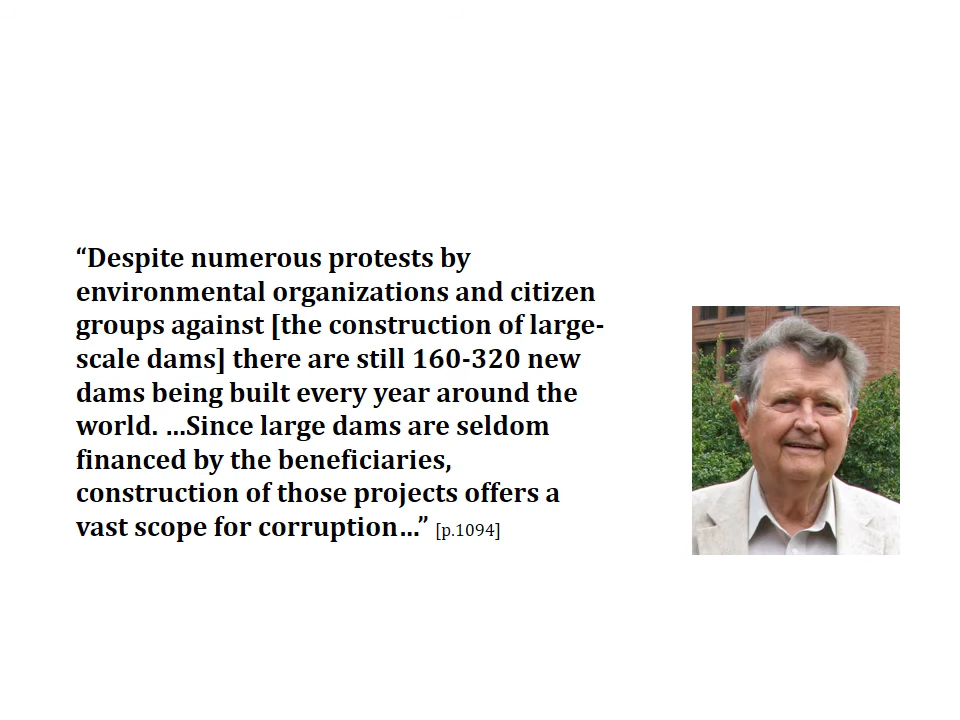 “Despite numerous protests by
environmental organizations and citizen
groups against [the construction of large-
scale dams] there are still 160-320 new
dams being built every year around the
world. …Since large dams are seldom
financed by the beneficiaries,
construction of those projects offers a
vast scope for corruption…” [p.1094]